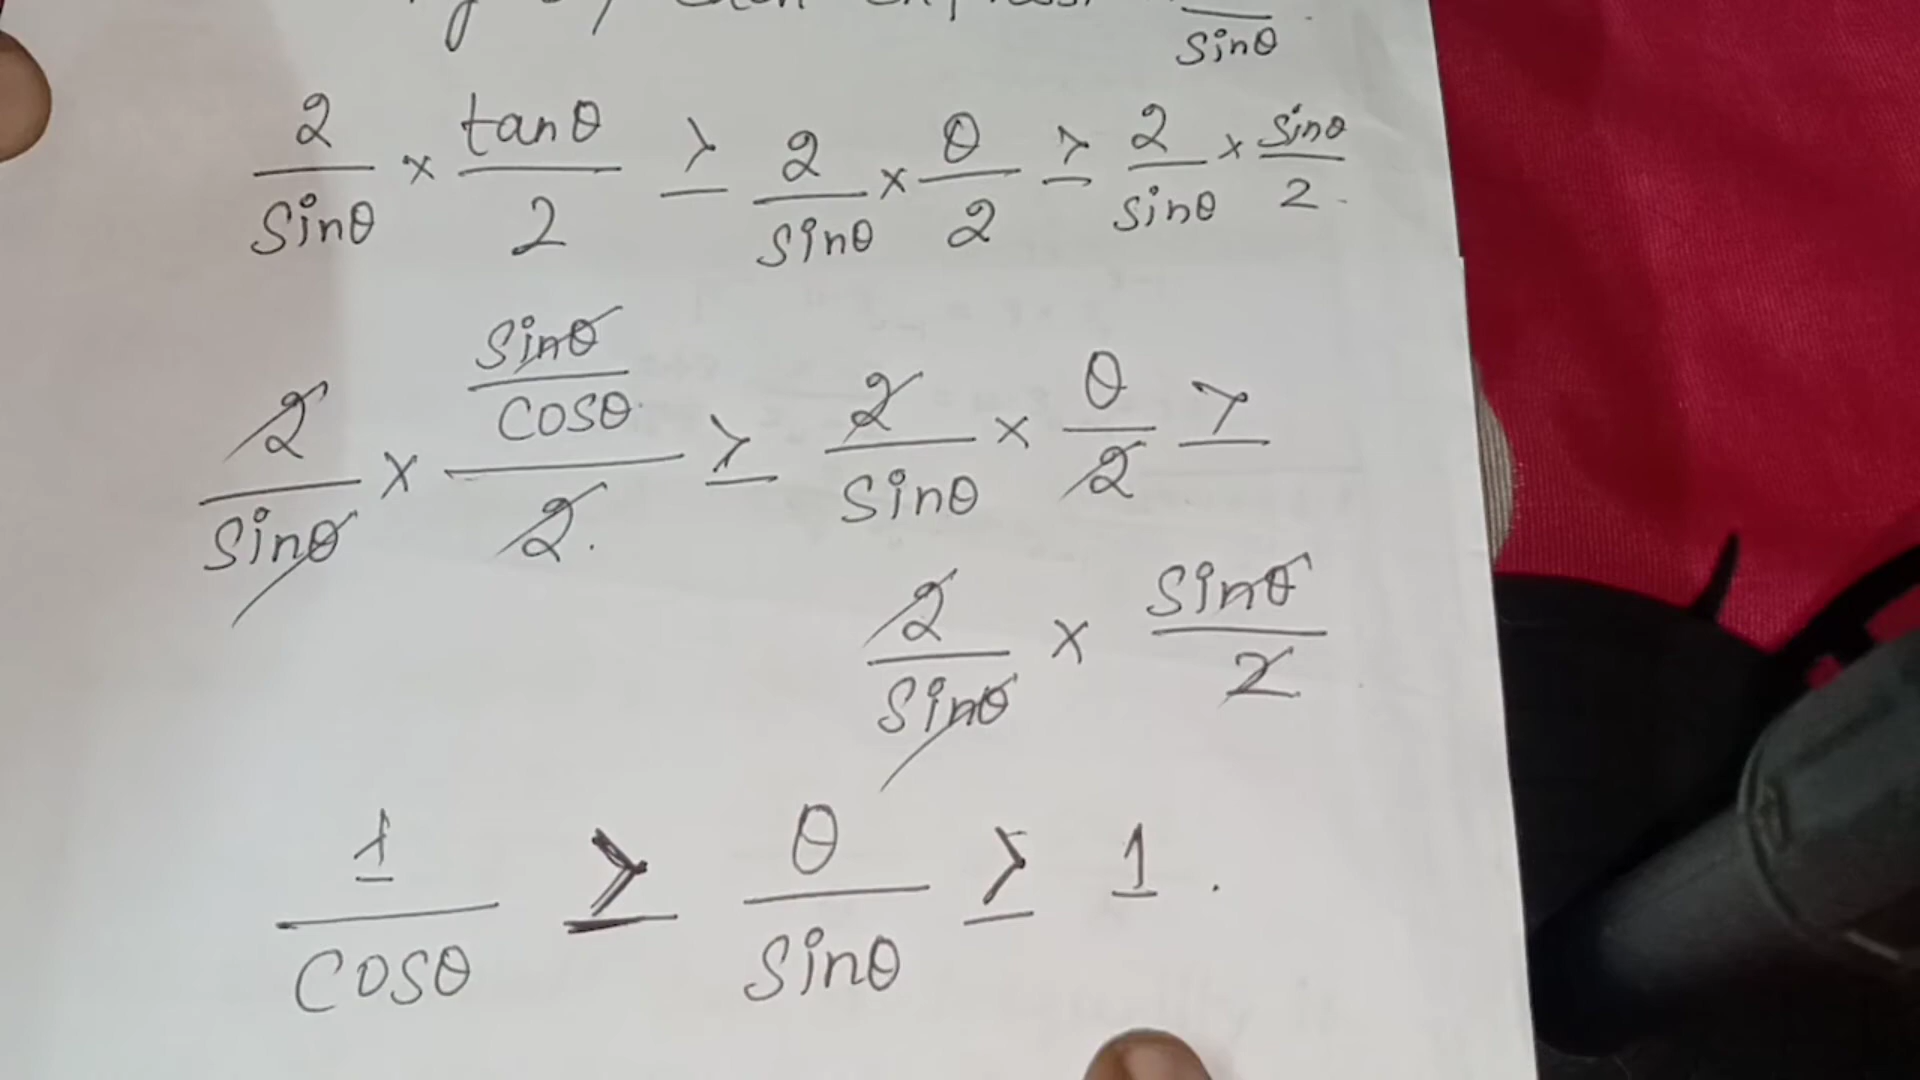 sinθ
2/sinθ × tanθ/2 ≥ 2/sinθ × θ/2 ≥ 2/sinθ × sinθ/2.
2/sinθ × (sinθ/cosθ)/2. ≥ 2/sinθ × θ/2 ≥
2/sinθ × sinθ/2
1/cosθ ≥ θ/sinθ ≥ 1.